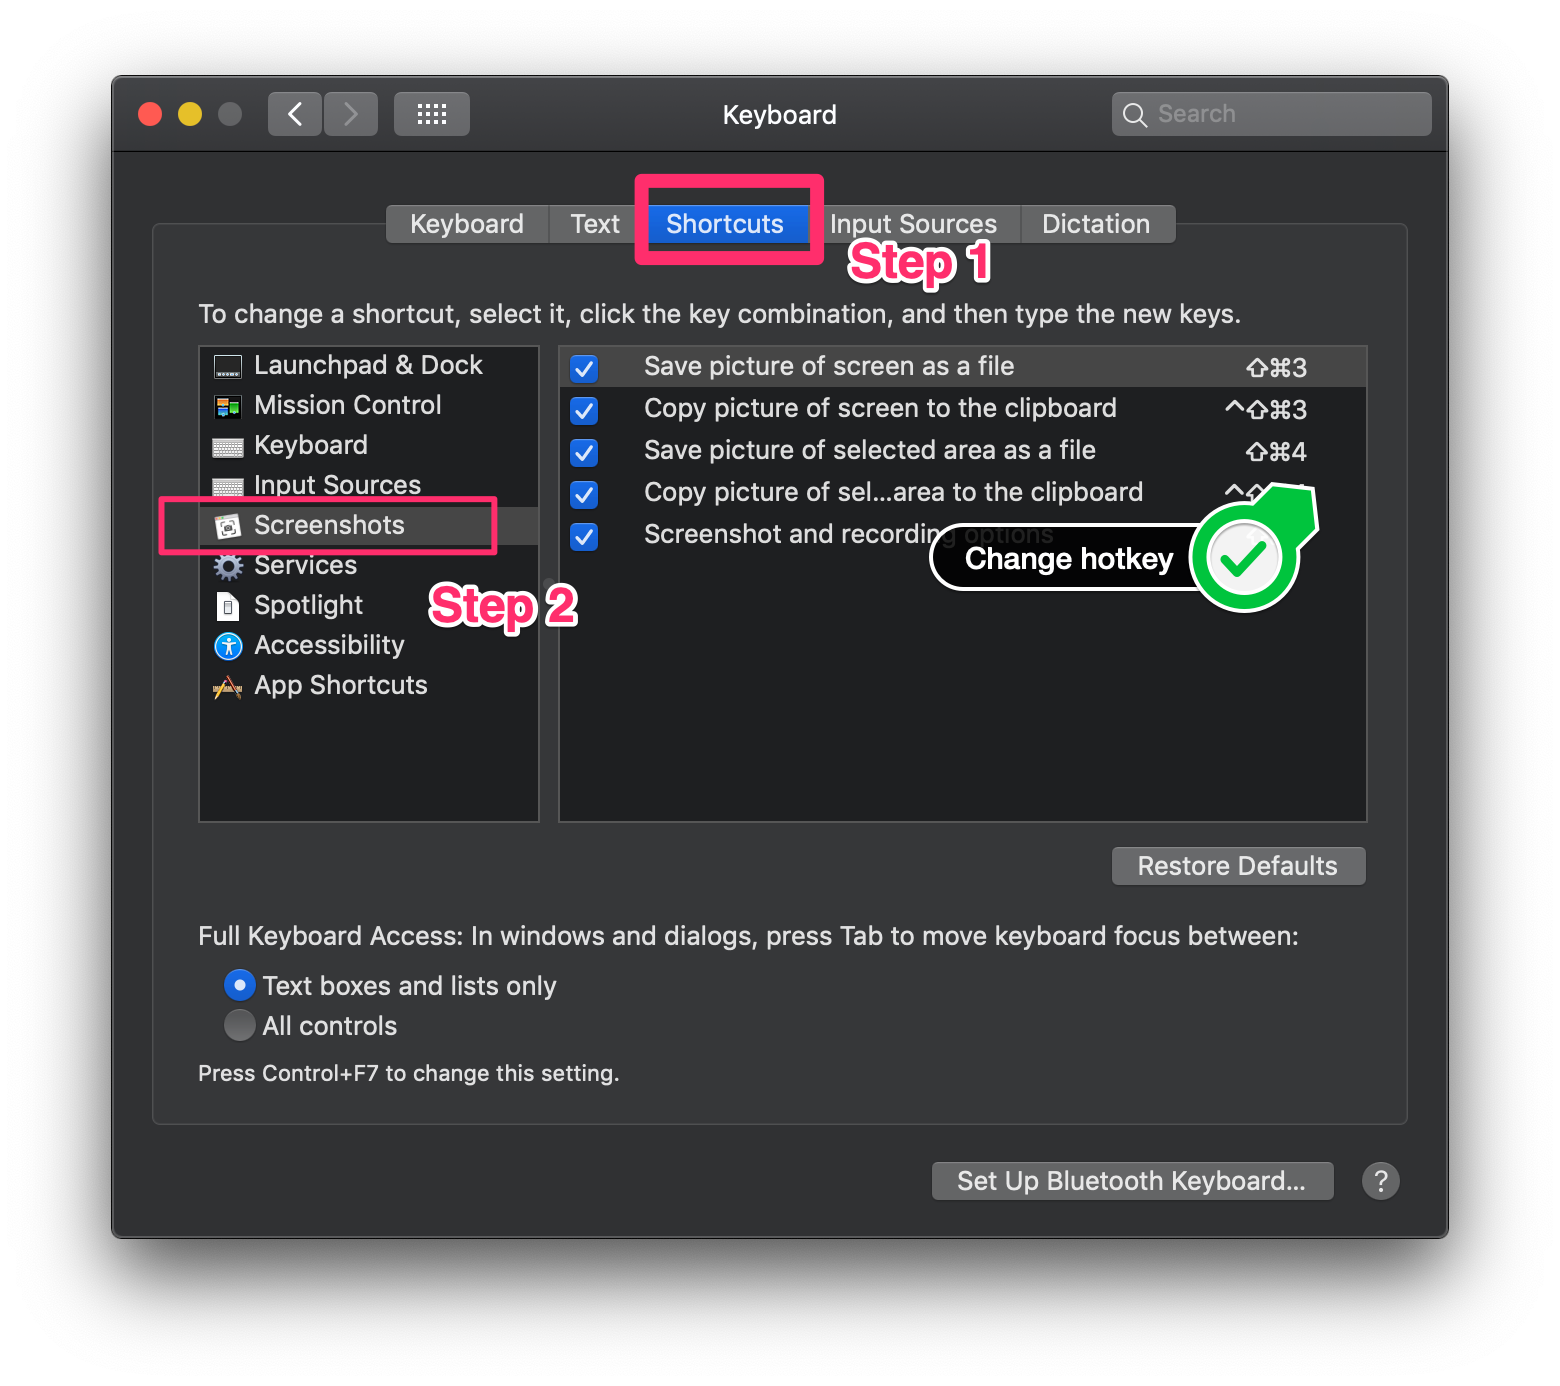 Keyboard
Search
Keyboard Text Shortcuts Input Sources Dictation
Step 1
To change a shortcut, select it, click the key combination, and then type the new keys.
Launchpad & Dock
Mission Control
Keyboard
Input Sources
Screenshots
Services
Spotlight
Accessibility
App Shortcuts
Step 2
Save picture of screen as a file ⇧⌘3
Copy picture of screen to the clipboard ^⇧⌘3
Save picture of selected area as a file ⇧⌘4
Copy picture of sel...area to the clipboard ^⇧
Screenshot and recording options
Change hotkey
Restore Defaults
Full Keyboard Access: In windows and dialogs, press Tab to move keyboard focus between:
Text boxes and lists only
All controls
Press Control+F7 to change this setting.
Set Up Bluetooth Keyboard...
?